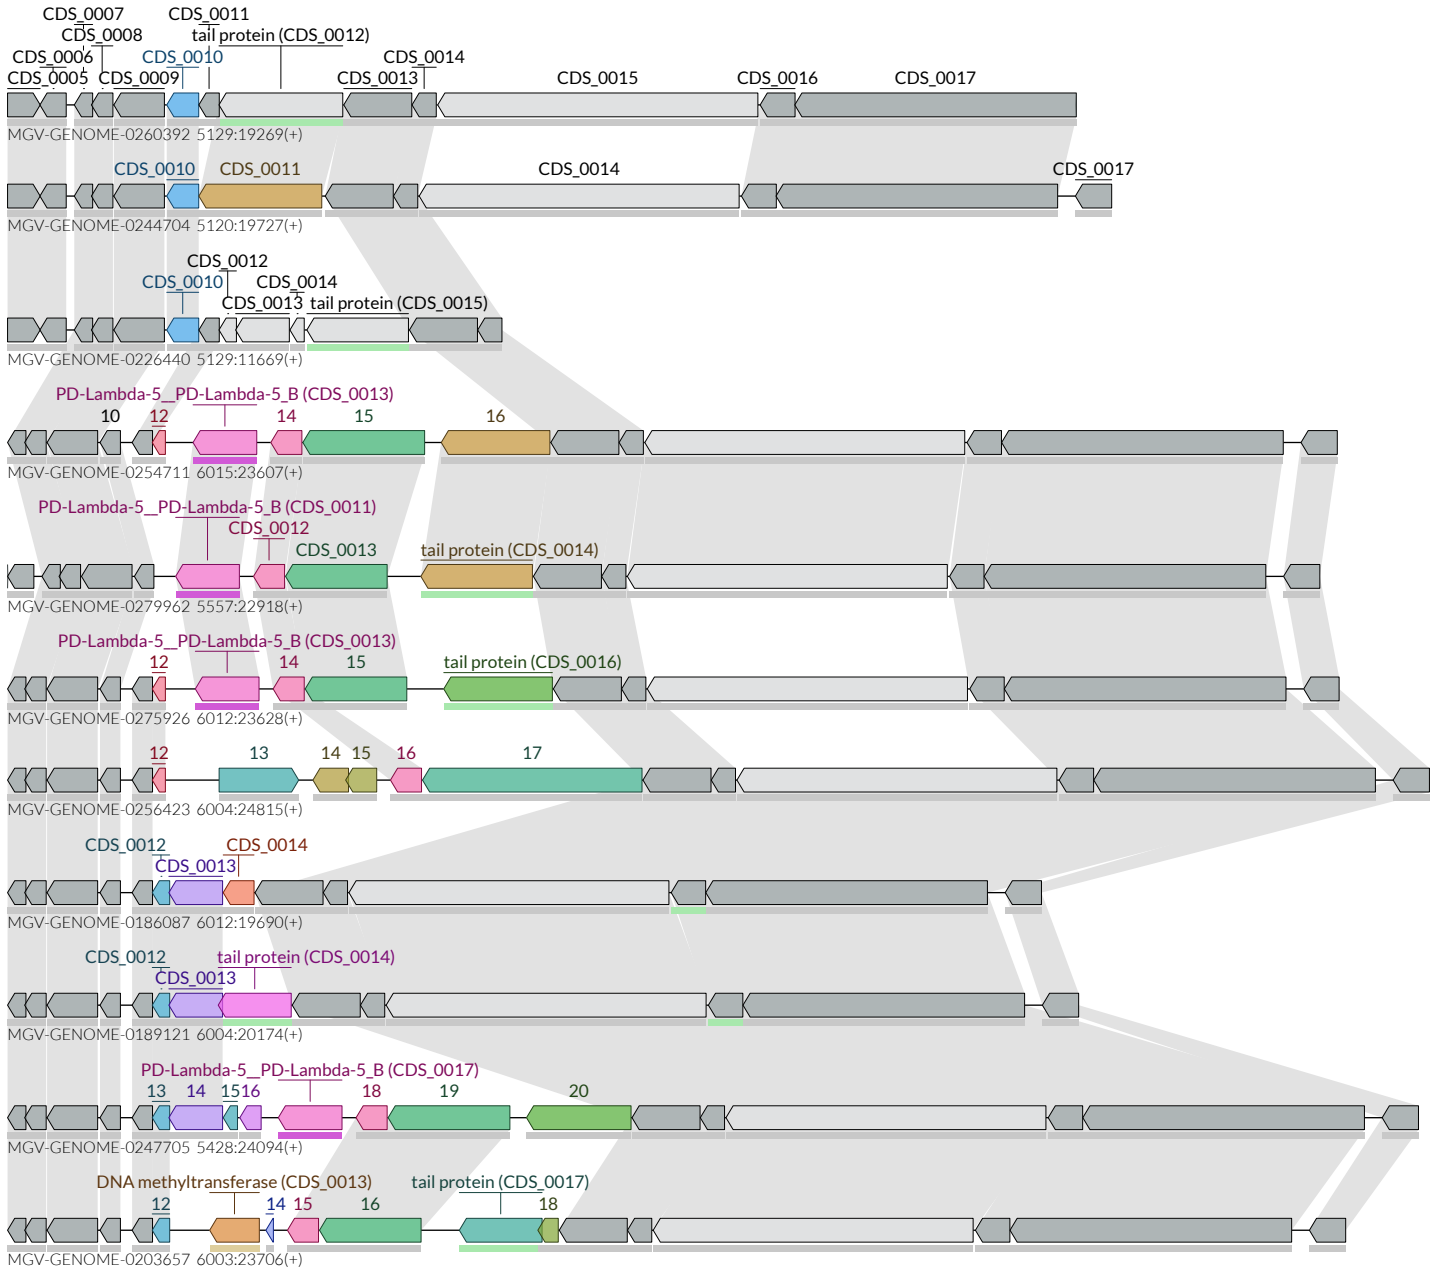 CDS_0007 CDS_0011
CDS_0008 tail protein (CDS_0012)
CDS_0006 CDS_0010 CDS_0014
CDS_0005 CDS_0009 CDS_0013 CDS_0015 CDS_0016 CDS_0017
MGV-GENOME-0260392 5129:19269(+)
CDS_0010 CDS_0011 CDS_0014 CDS_0017
MGV-GENOME-0244704 5120:19727(+)
CDS_0012
CDS_0010 CDS_0014
CDS_0013 tail protein (CDS_0015)
MGV-GENOME-0226440 5129:11669(+)
PD-Lambda-5__PD-Lambda-5_B (CDS_0013)
10 12 14 15 16
MGV-GENOME-0254711 6015:23607(+)
PD-Lambda-5__PD-Lambda-5_B (CDS_0011)
CDS_0012
CDS_0013 tail protein (CDS_0014)
MGV-GENOME-0279962 5557:22918(+)
PD-Lambda-5__PD-Lambda-5_B (CDS_0013)
12 14 15 tail protein (CDS_0016)
MGV-GENOME-0275926 6012:23628(+)
12 13 14 15 16 17
MGV-GENOME-0256423 6004:24815(+)
CDS_0012 CDS_0014
CDS_0013
MGV-GENOME-0186087 6012:19690(+)
CDS_0012 tail protein (CDS_0014)
CDS_0013
MGV-GENOME-0189121 6004:20174(+)
PD-Lambda-5__PD-Lambda-5_B (CDS_0017)
13 14 15 16 18 19 20
MGV-GENOME-0247705 5428:24094(+)
DNA methyltransferase (CDS_0013) tail protein (CDS_0017)
12 14 15 16 18
MGV-GENOME-0203657 6003:23706(+)